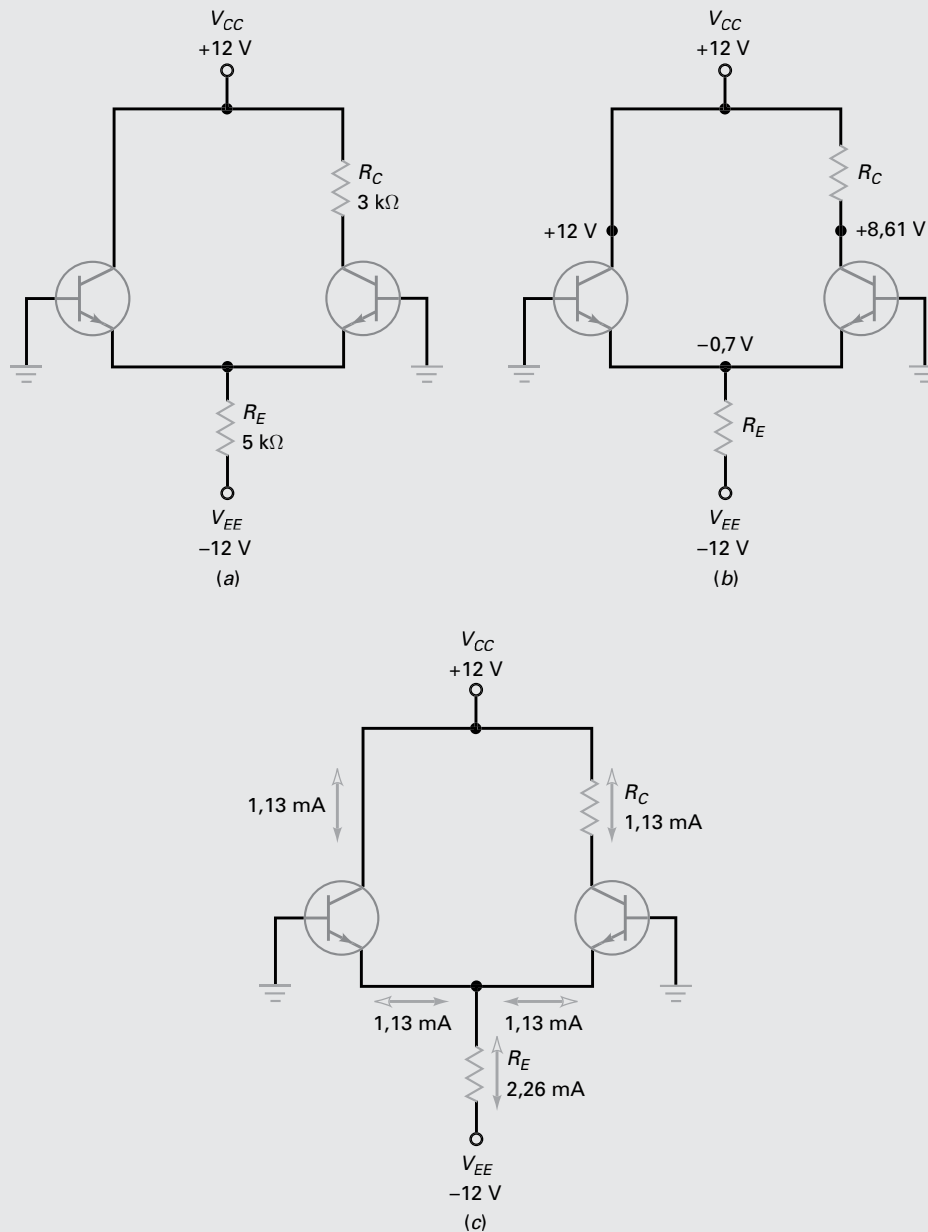 V_CC
+12 V
R_C
3 kΩ
R_E
5 kΩ
V_EE
–12 V
(a)
V_CC
+12 V
R_C
+12 V
+8,61 V
–0,7 V
R_E
V_EE
–12 V
(b)
V_CC
+12 V
1,13 mA
R_C
1,13 mA
1,13 mA
1,13 mA
R_E
2,26 mA
V_EE
–12 V
(c)